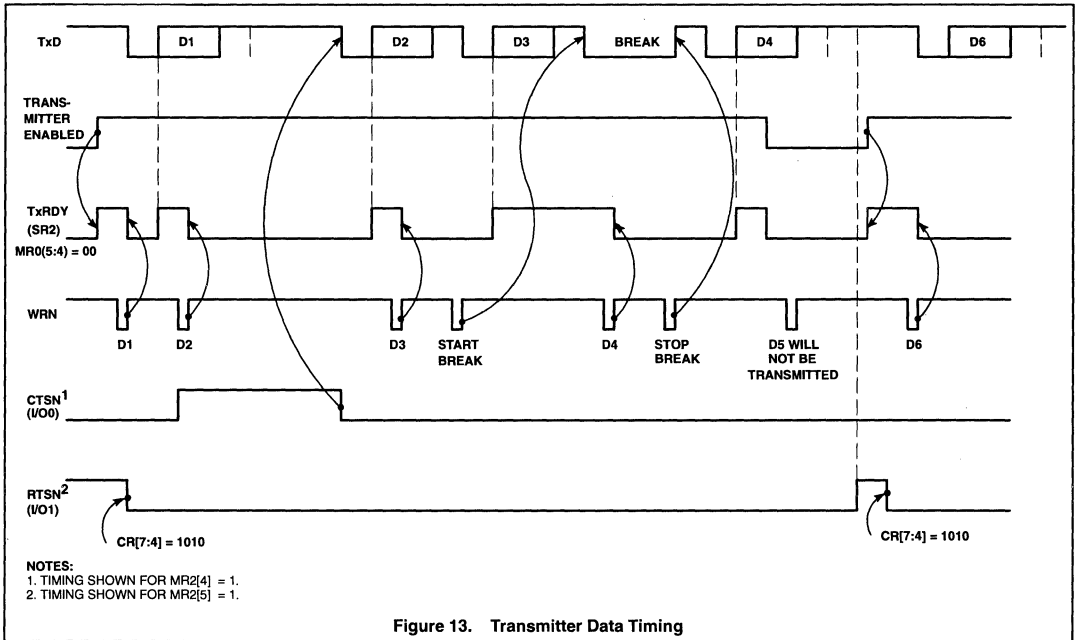 TxD
D1
D2
D3
BREAK
D4
D6
TRANS-
MITTER
ENABLED
TxRDY
(SR2)
MR0(5:4) = 00
WRN
D1
D2
D3
START
BREAK
D4
STOP
BREAK
D5 WILL
NOT BE
TRANSMITTED
D6
CTSN1
(I/O0)
RTSN2
(I/O1)
CR[7:4] = 1010
CR[7:4] = 1010
NOTES:
1. TIMING SHOWN FOR MR2[4] = 1.
2. TIMING SHOWN FOR MR2[5] = 1.
Figure 13. Transmitter Data Timing